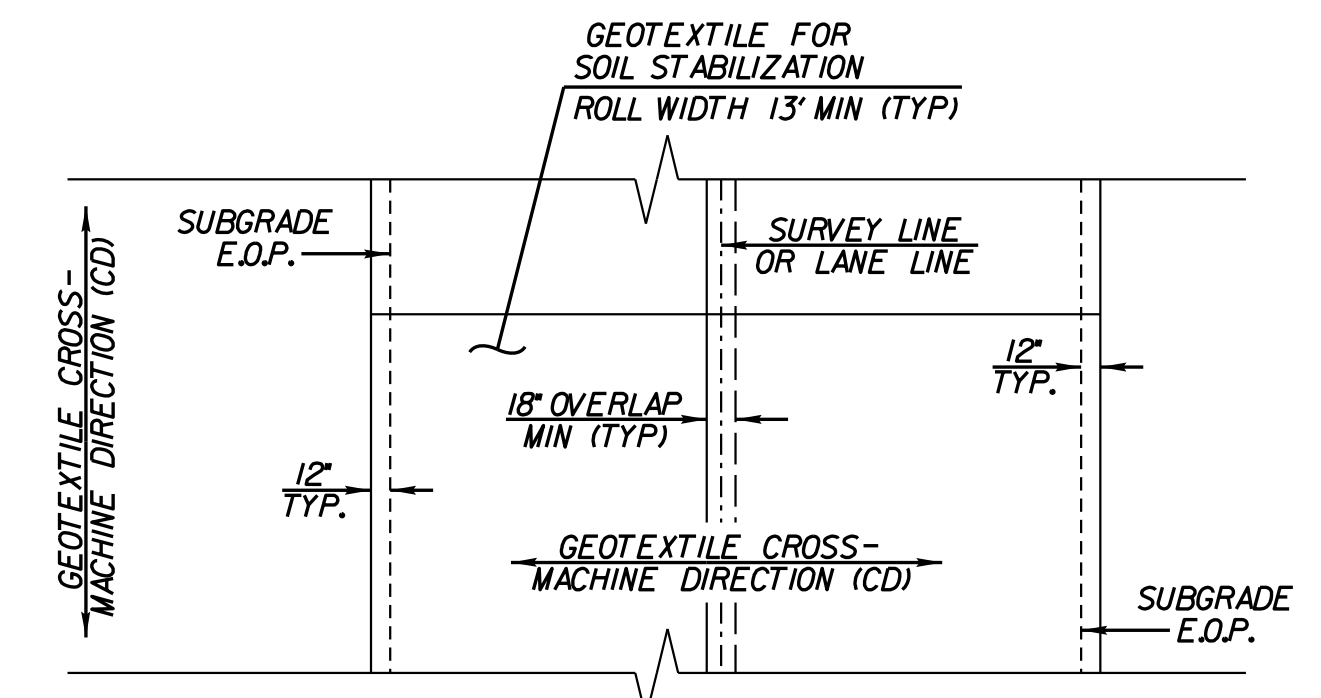 GEOTEXTILE FOR
SOIL STABILIZATION
ROLL WIDTH 13' MIN (TYP)
SUBGRADE
E.O.P.
SURVEY LINE
OR LANE LINE
GEOTEXTILE CROSS-
MACHINE DIRECTION (CD)
12"
TYP.
18" OVERLAP
MIN (TYP)
12"
TYP.
GEOTEXTILE CROSS-
MACHINE DIRECTION (CD)
SUBGRADE
E.O.P.